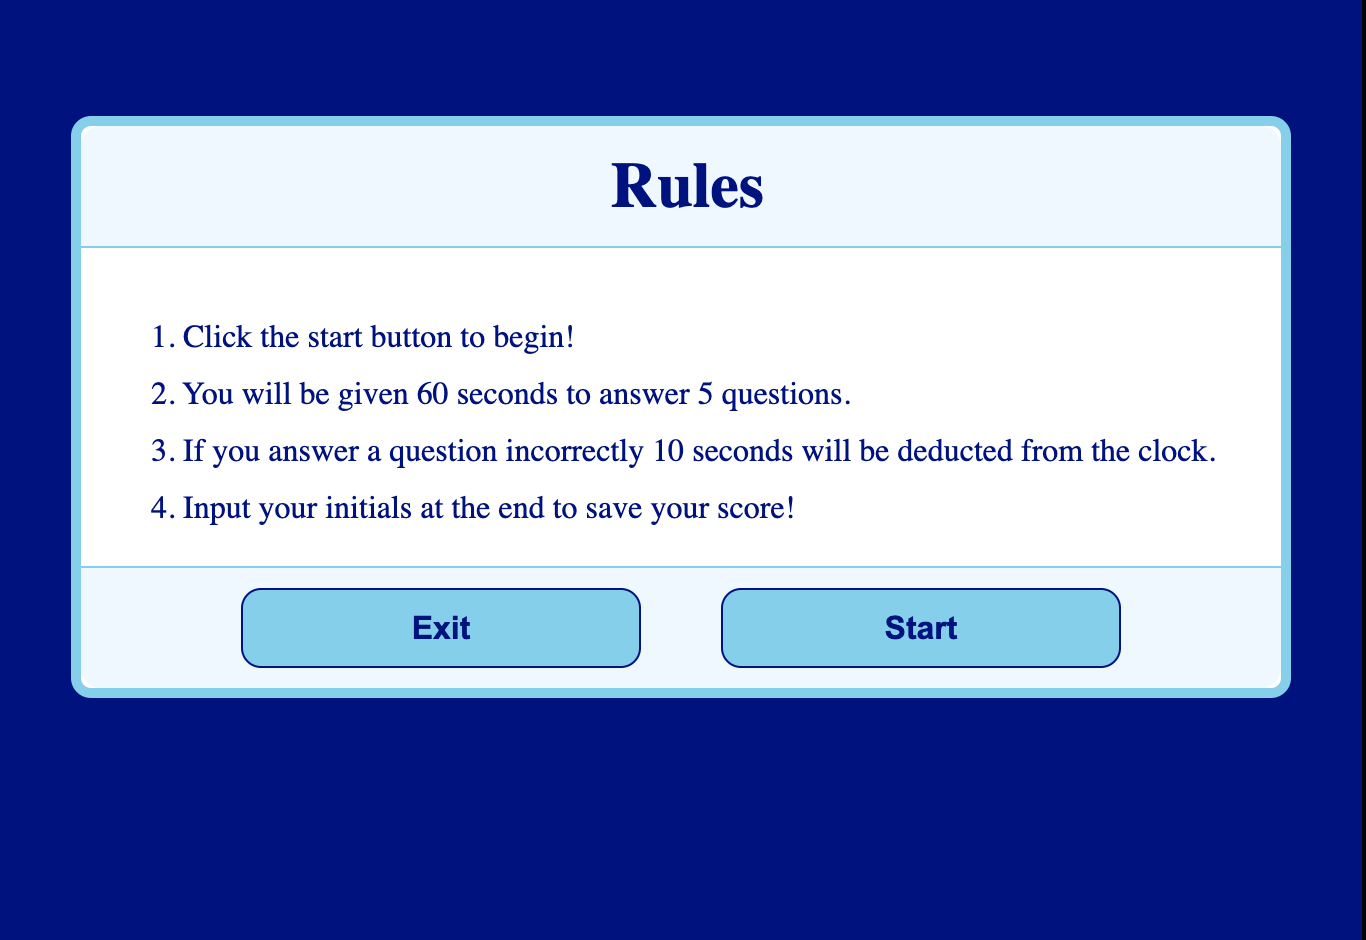 Rules
1. Click the start button to begin!
2. You will be given 60 seconds to answer 5 questions.
3. If you answer a question incorrectly 10 seconds will be deducted from the clock.
4. Input your initials at the end to save your score!
Exit Start